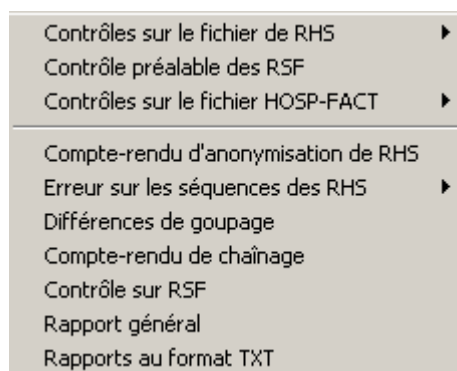 Contrôles sur le fichier de RHS
Contrôle préalable des RSF
Contrôles sur le fichier HOSP-FACT
Compte-rendu d'anonymisation de RHS
Erreur sur les séquences des RHS
Différences de goupage
Compte-rendu de chaînage
Contrôle sur RSF
Rapport général
Rapports au format TXT